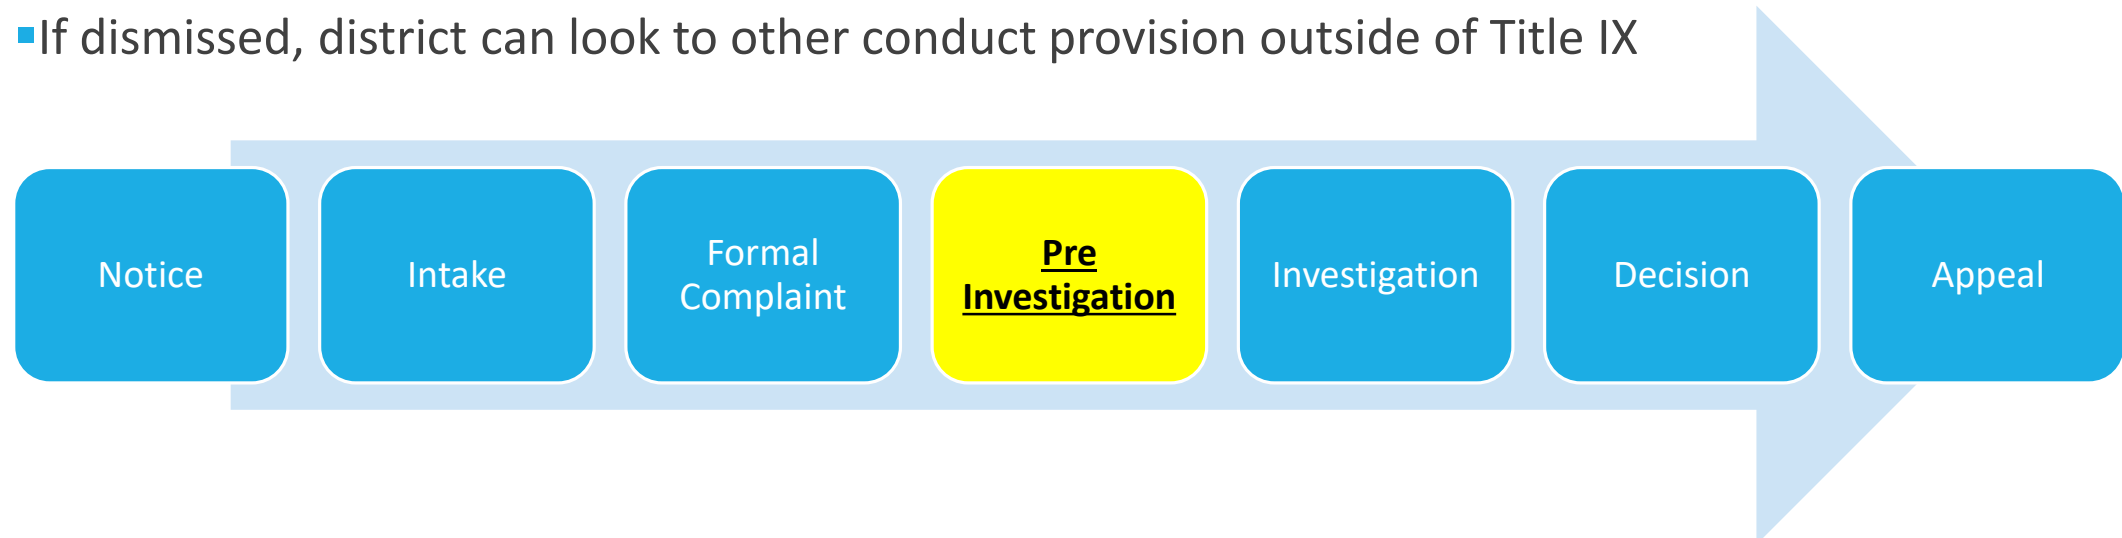 ▪If dismissed, district can look to other conduct provision outside of Title IX
Notice
Intake
Formal
Complaint
Pre
Investigation
Investigation
Decision
Appeal